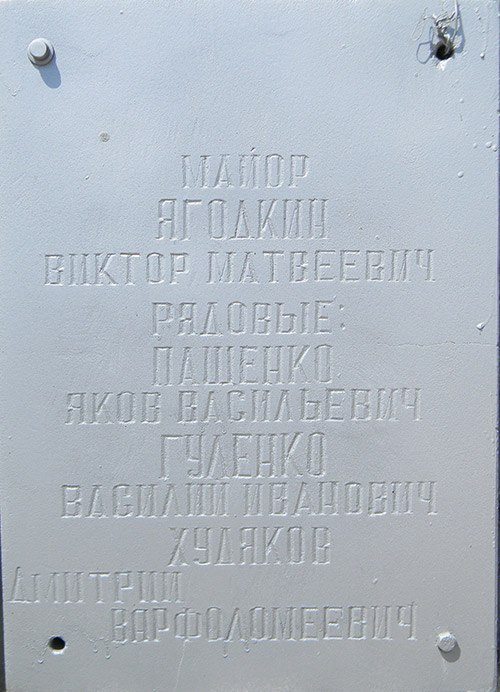 МАЙОР
ЯГОДКИН
ВИКТОР МАТВЕЕВИЧ
РЯДОВЫЕ:
ПАЩЕНКО
ЯКОВ ВАСИЛЬЕВИЧ
ГУЛЕНКО
ВАСИЛИЙ ИВАНОВИЧ
ХУДЯКОВ
ДМИТРИЙ
ВАРФОЛОМЕЕВИЧ